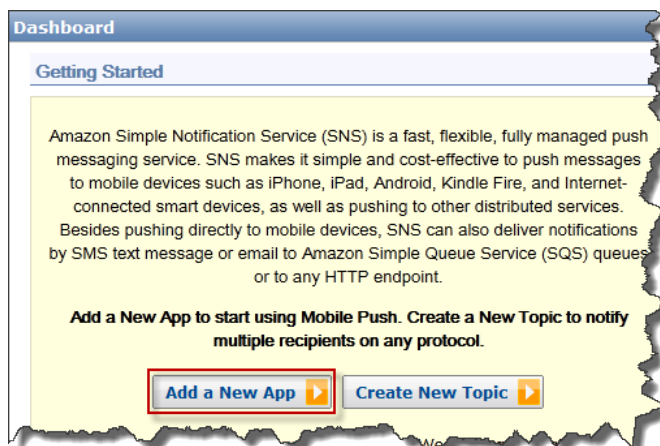 Dashboard
Getting Started
Amazon Simple Notification Service (SNS) is a fast, flexible, fully managed push
messaging service. SNS makes it simple and cost-effective to push messages
to mobile devices such as iPhone, iPad, Android, Kindle Fire, and Internet-
connected smart devices, as well as pushing to other distributed services.
Besides pushing directly to mobile devices, SNS can also deliver notifications
by SMS text message or email to Amazon Simple Queue Service (SQS) queues
or to any HTTP endpoint.
Add a New App to start using Mobile Push. Create a New Topic to notify
multiple recipients on any protocol.
Add a New App Create New Topic